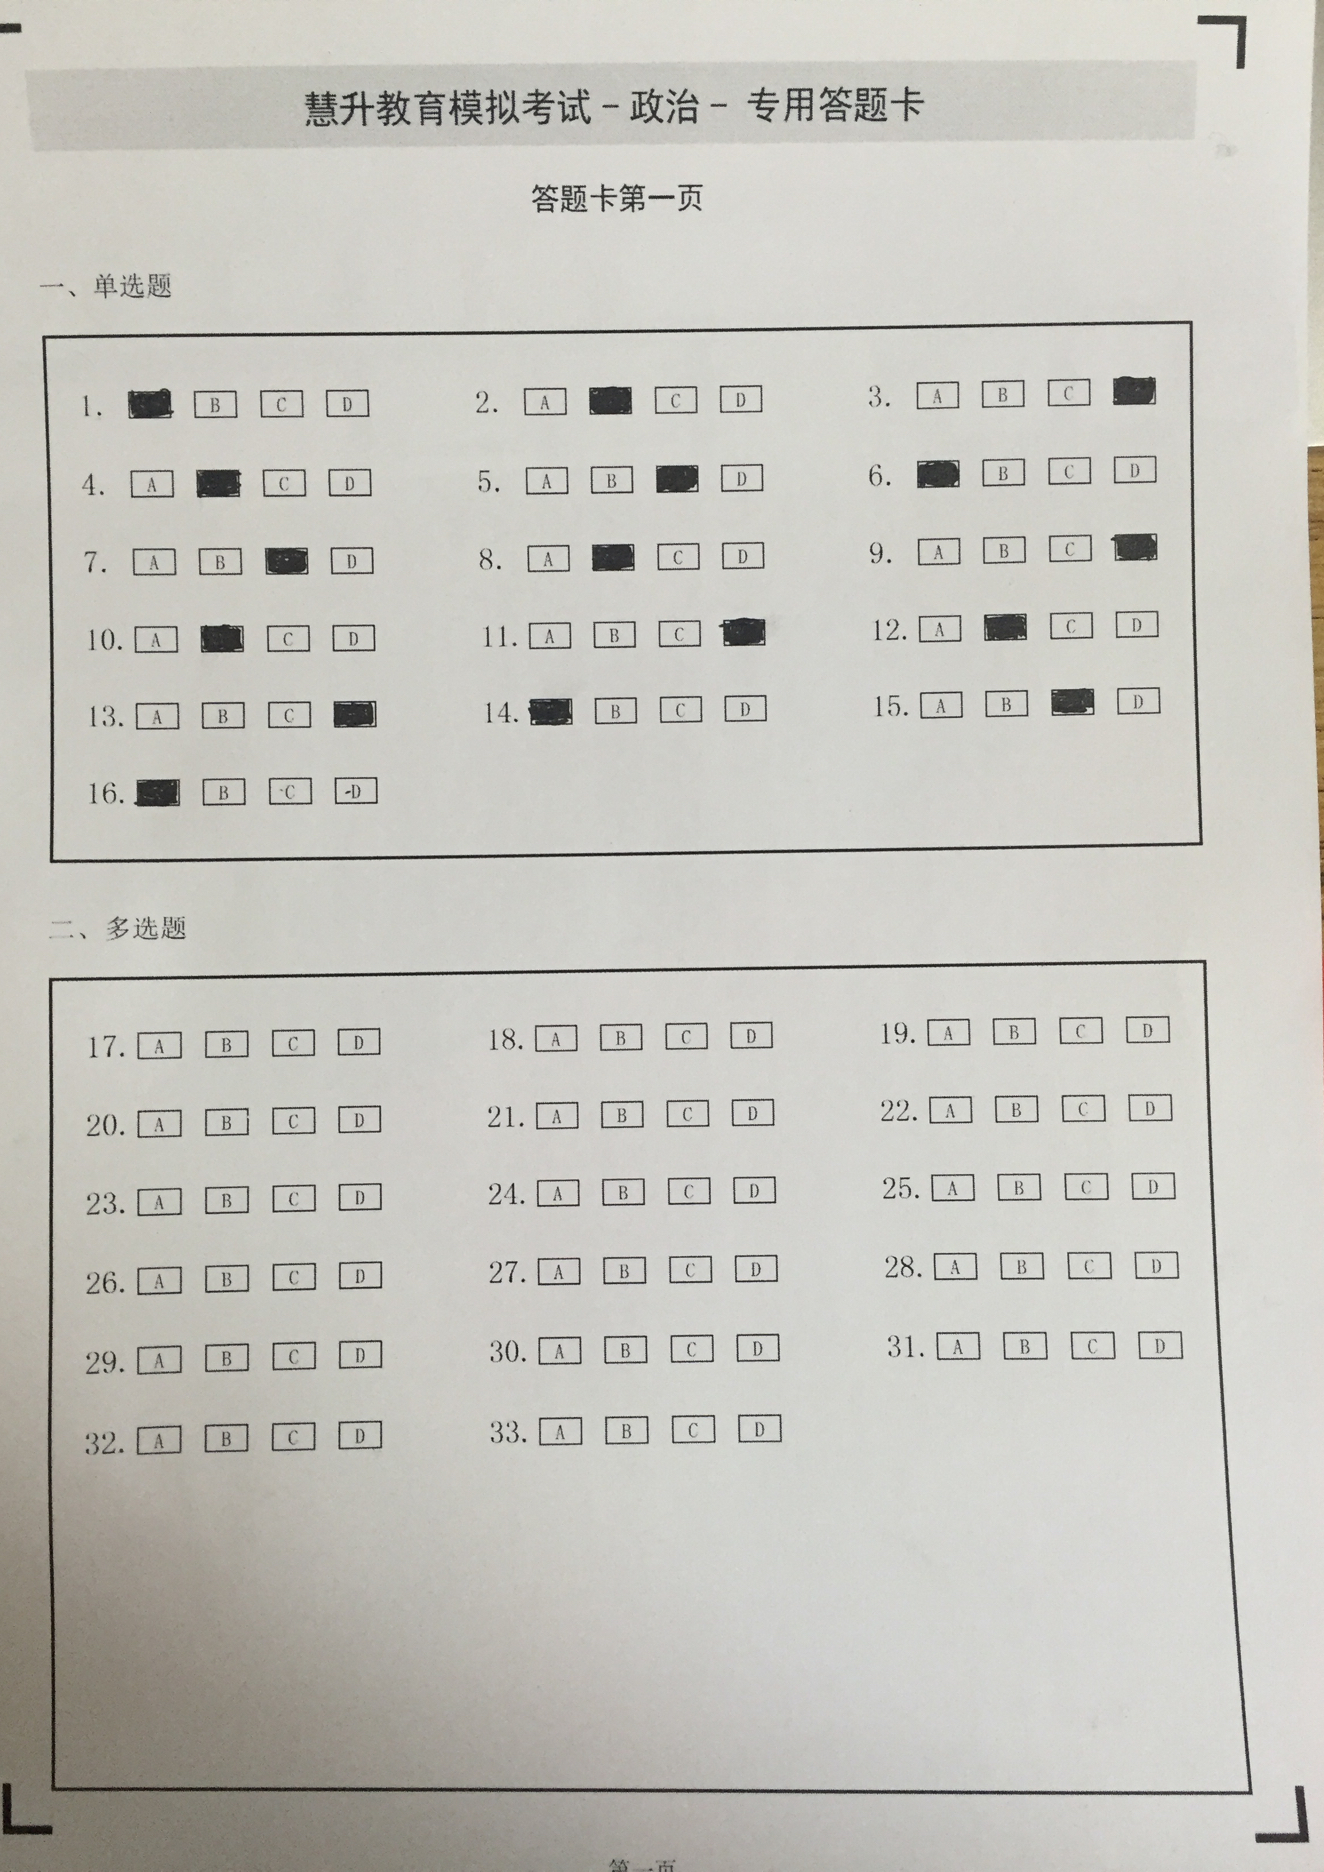 慧升教育模拟考试-政治- 专用答题卡
答题卡第一页
一、单选题
1. B C D 2. A C D 3. A B C
4. A C D 5. A B D 6. B C D
7. A B D 8. A C D 9. A B C
10. A C D 11. A B C 12. A C D
13. A B C 14. B C D 15. A B D
16. B C D
二、多选题
17. A B C D 18. A B C D 19. A B C D
20. A B C D 21. A B C D 22. A B C D
23. A B C D 24. A B C D 25. A B C D
26. A B C D 27. A B C D 28. A B C D
29. A B C D 30. A B C D 31. A B C D
32. A B C D 33. A B C D
第一页